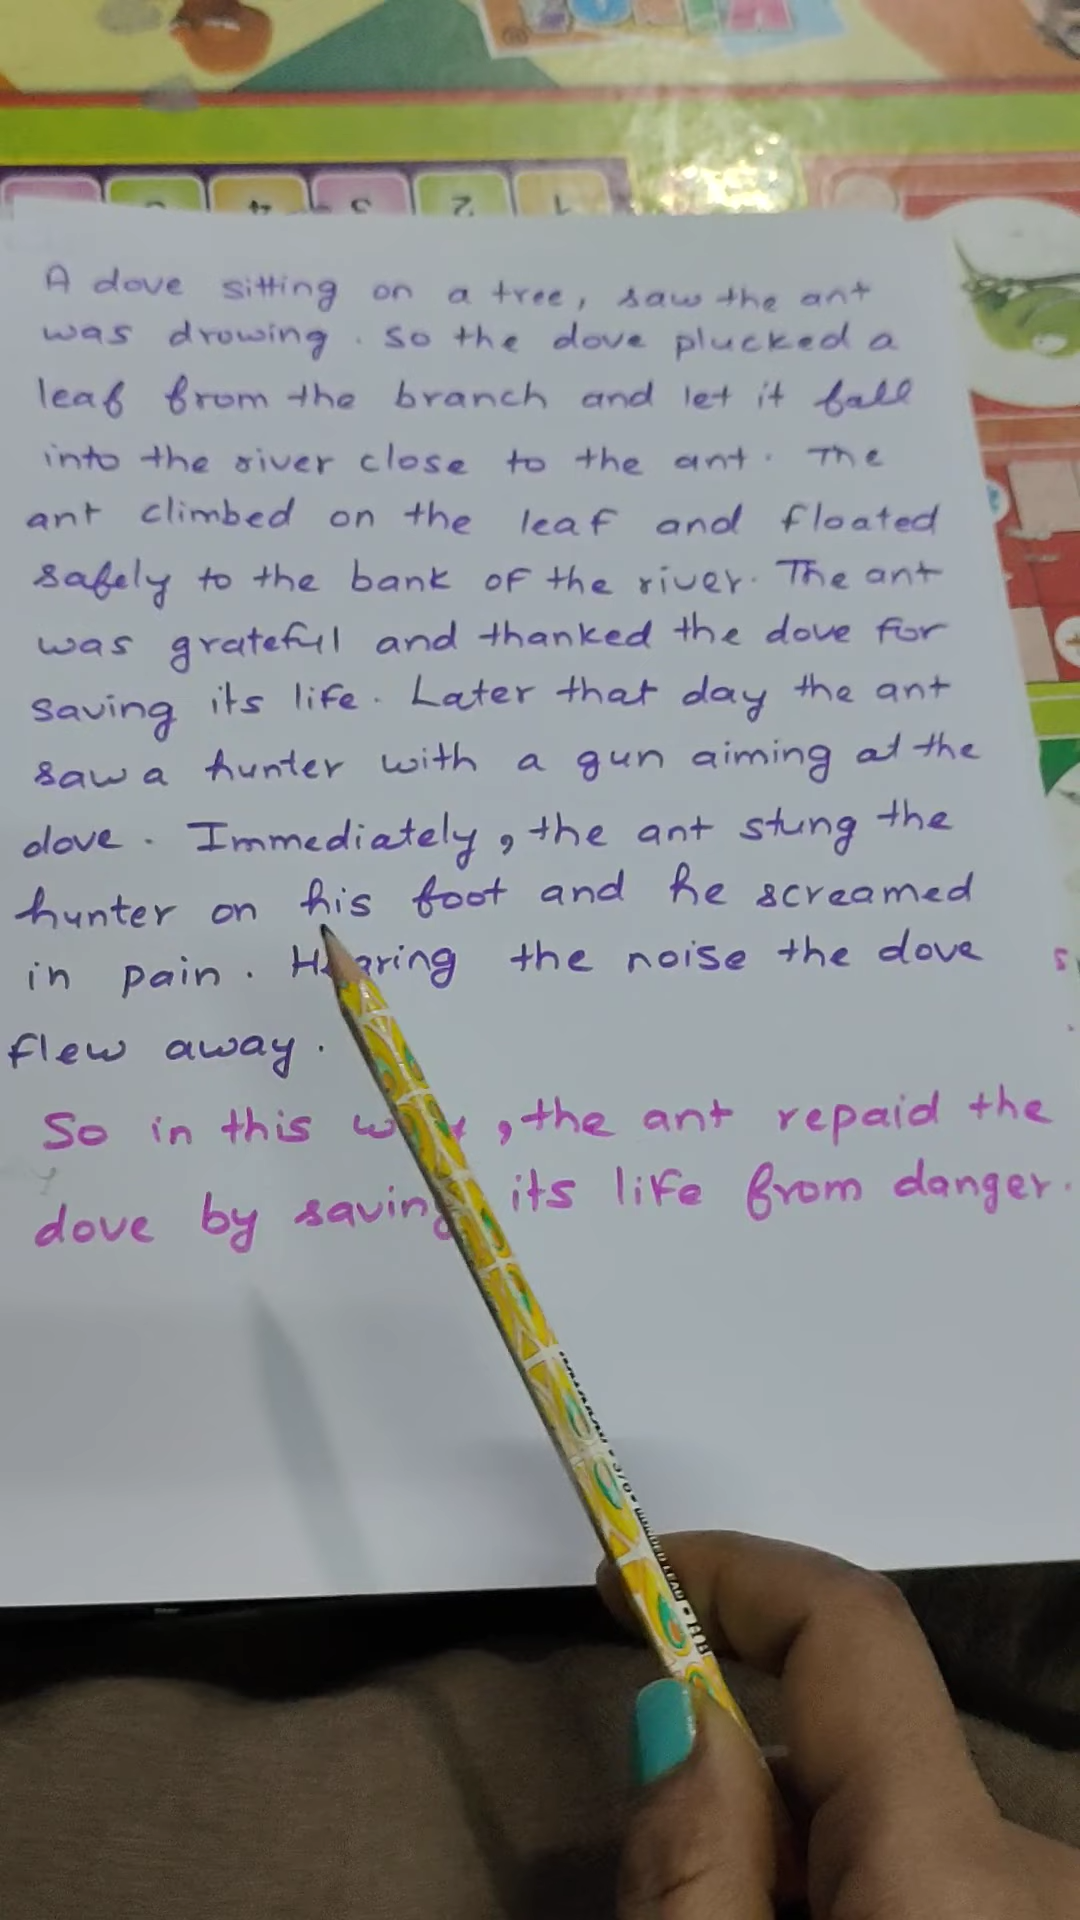 A dove sitting on a tree, saw the ant
was drowing. so the dove plucked a
leaf from the branch and let it fall
into the river close to the ant. The
ant climbed on the leaf and floated
safely to the bank of the river. The ant
was grateful and thanked the dove for
saving its life. Later that day the ant
saw a hunter with a gun aiming at the
dove. Immediately, the ant stung the
hunter on his foot and he screamed
in pain. Hearing the noise the dove
flew away.
So in this way, the ant repaid the
dove by saving its life from danger.